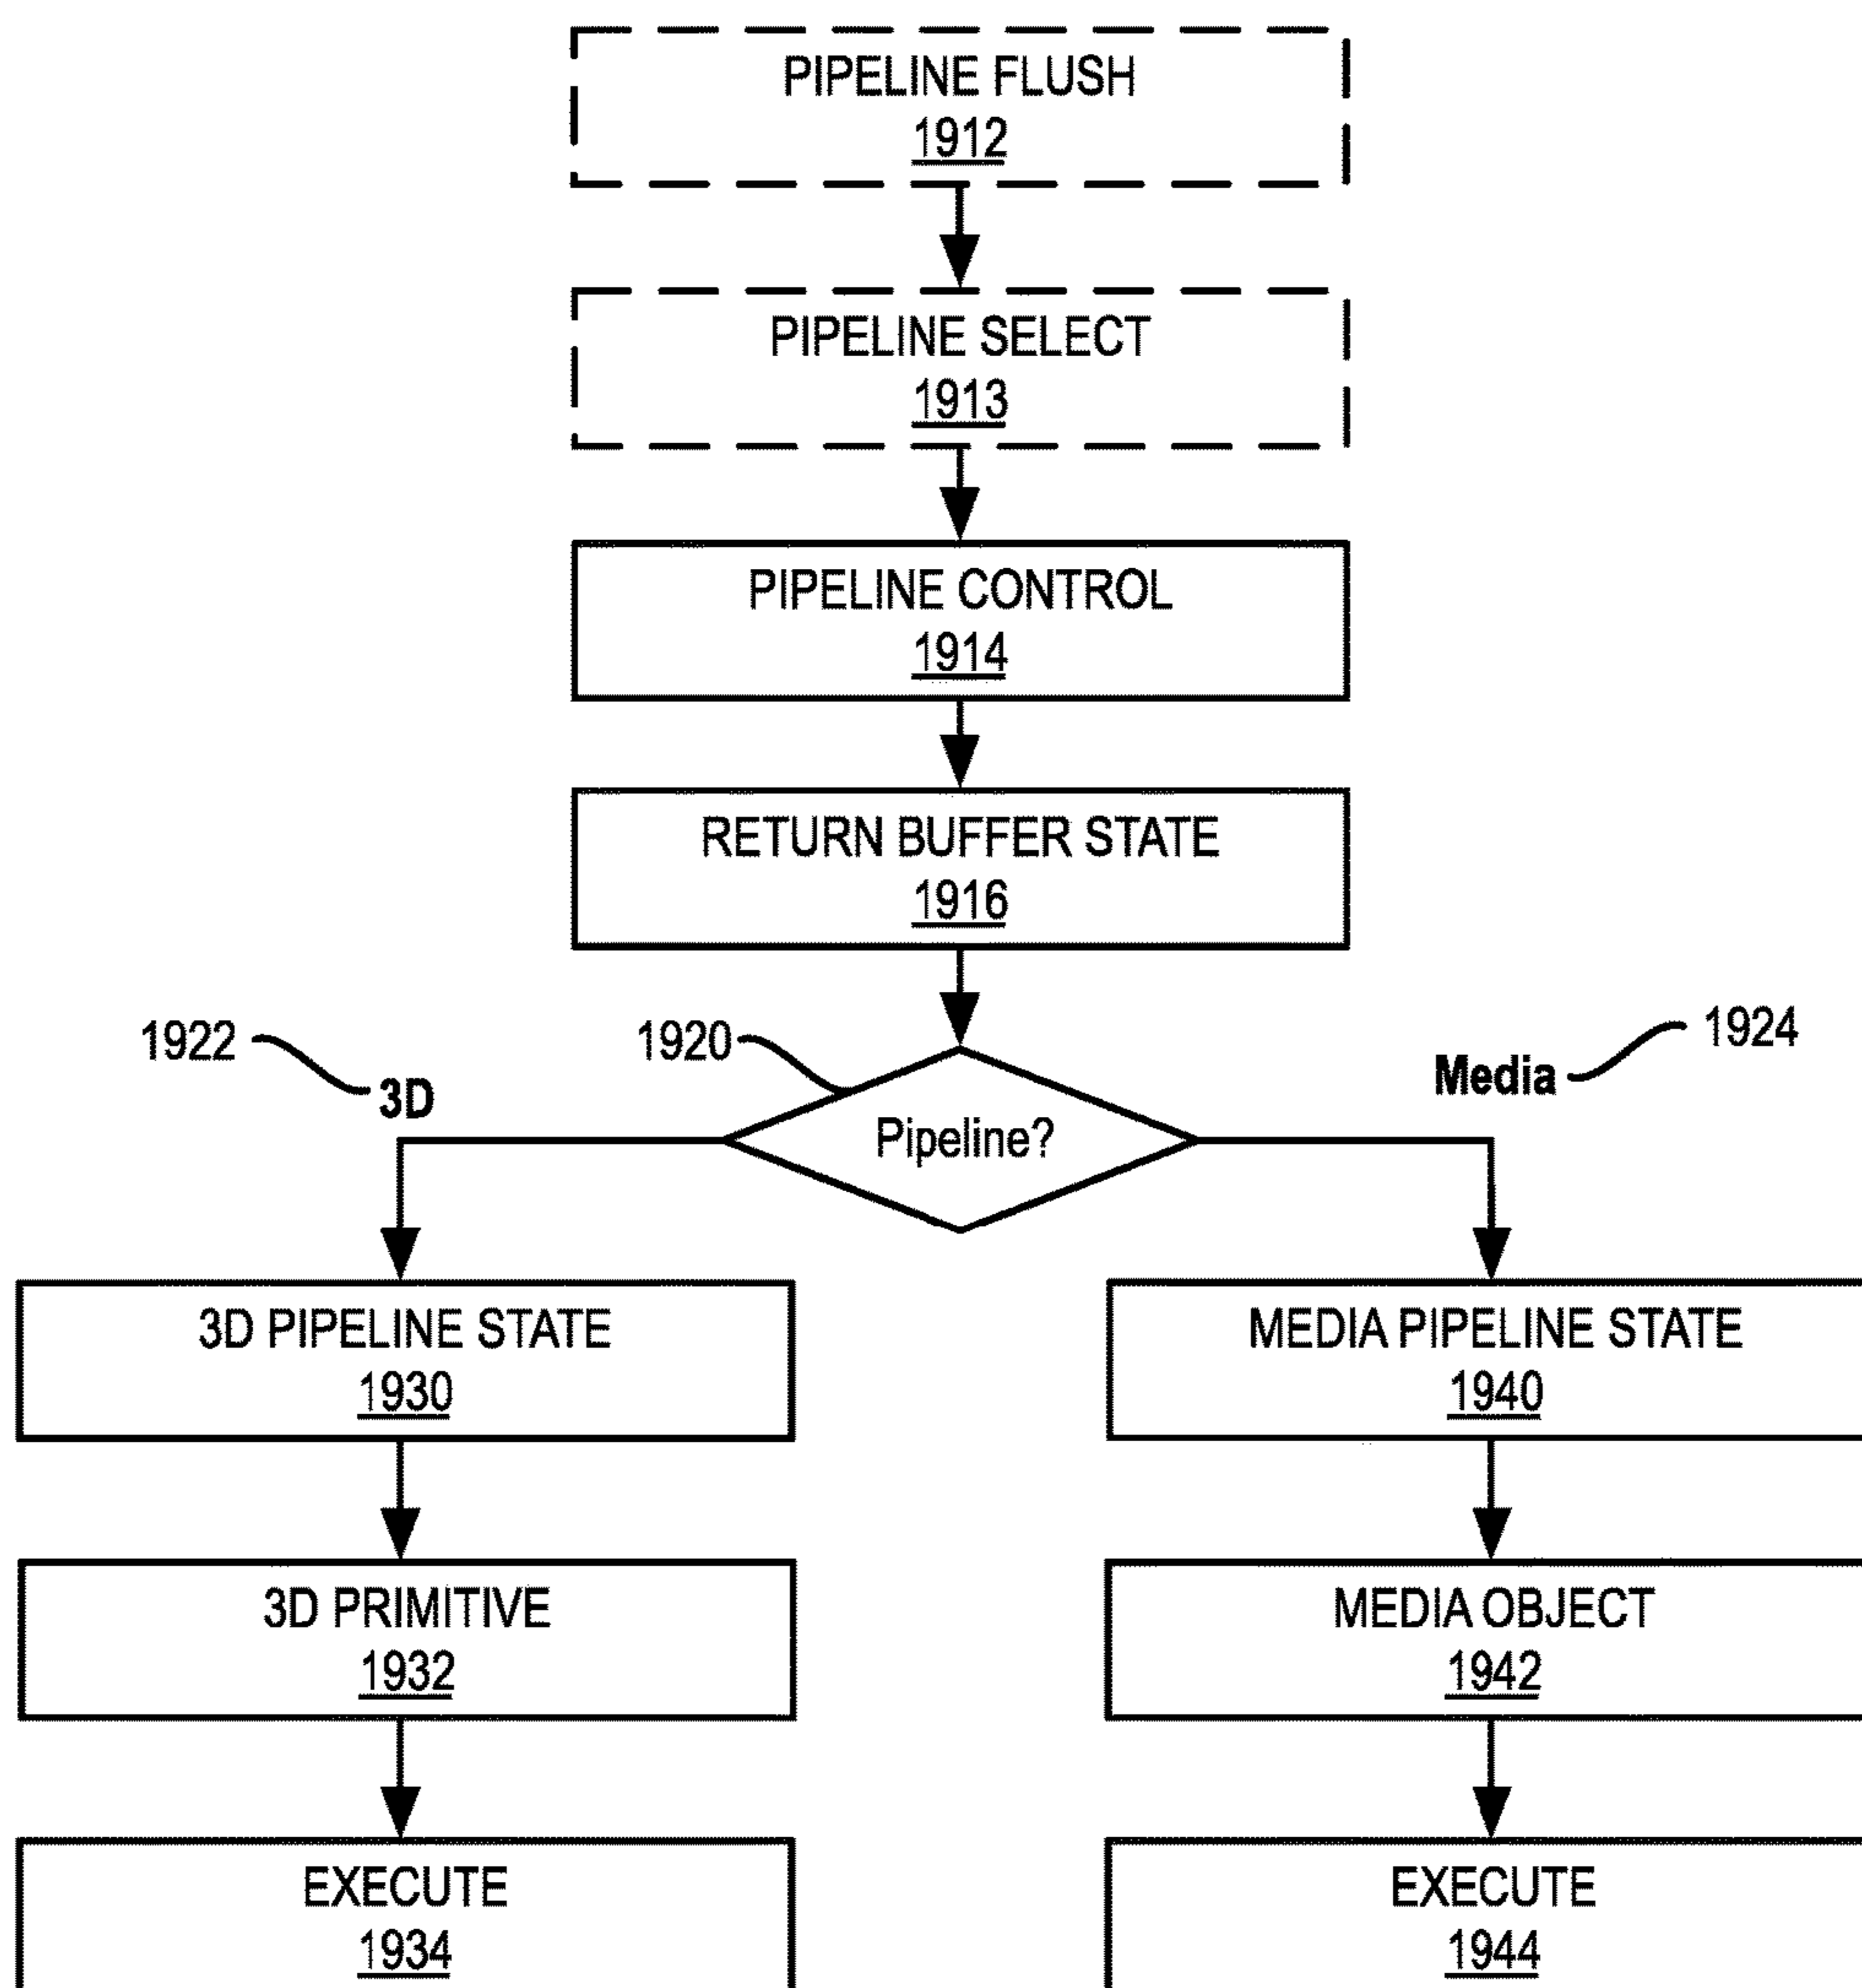 PIPELINE FLUSH
1912
PIPELINE SELECT
1913
PIPELINE CONTROL
1914
RETURN BUFFER STATE
1916
1922
3D
1920
Pipeline?
Media
1924
3D PIPELINE STATE
1930
MEDIA PIPELINE STATE
1940
3D PRIMITIVE
1932
MEDIA OBJECT
1942
EXECUTE
1934
EXECUTE
1944